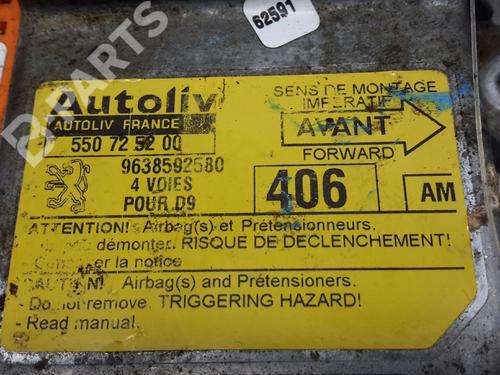 62591
B-PARTS
Autoliv
AUTOLIV FRANCE
550 72 52 00
9638592580
4 VOIES
POUR D9
SENS DE MONTAGE
IMPERATIF
AVANT
FORWARD
406
AM
ATTENTION! Airbag(s) et Prétensionneurs.
démonter. RISQUE DE DECLENCHEMENT!
la notice
CAUTION! Airbag(s) and Prétensioners.
- Do not remove. TRIGGERING HAZARD!
- Read manual.